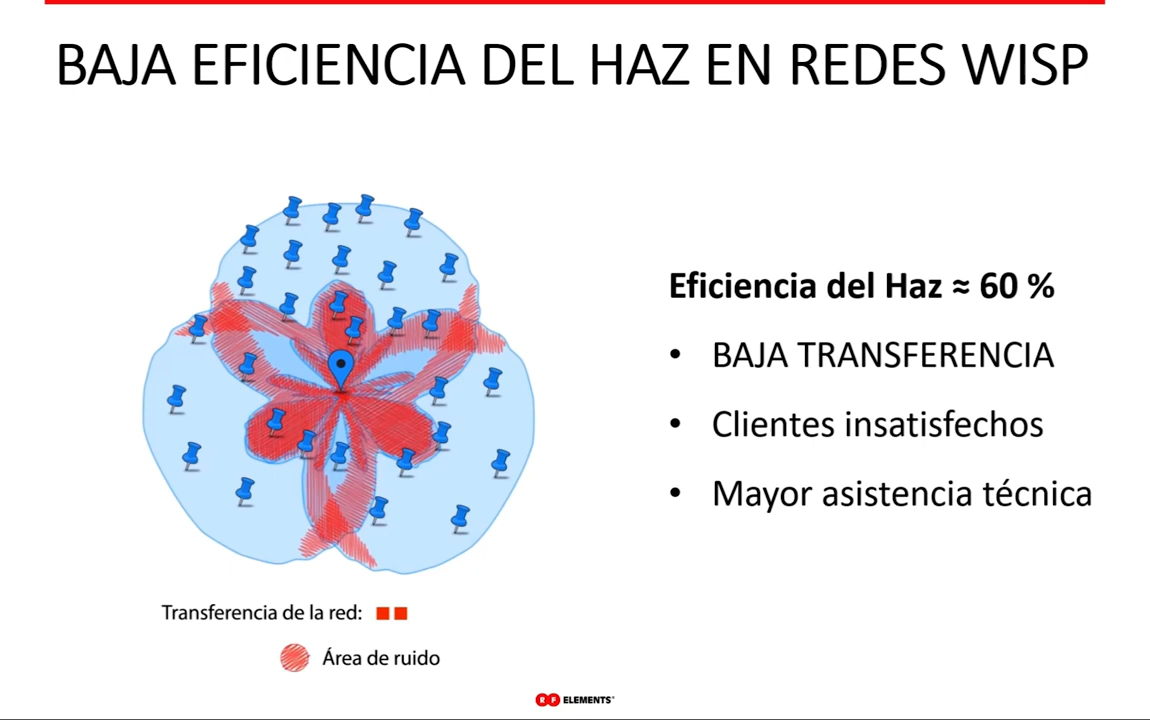 BAJA EFICIENCIA DEL HAZ EN REDES WISP
Eficiencia del Haz ≈ 60 %
• BAJA TRANSFERENCIA
• Clientes insatisfechos
• Mayor asistencia técnica
Transferencia de la red:
Área de ruido
RF ELEMENTS